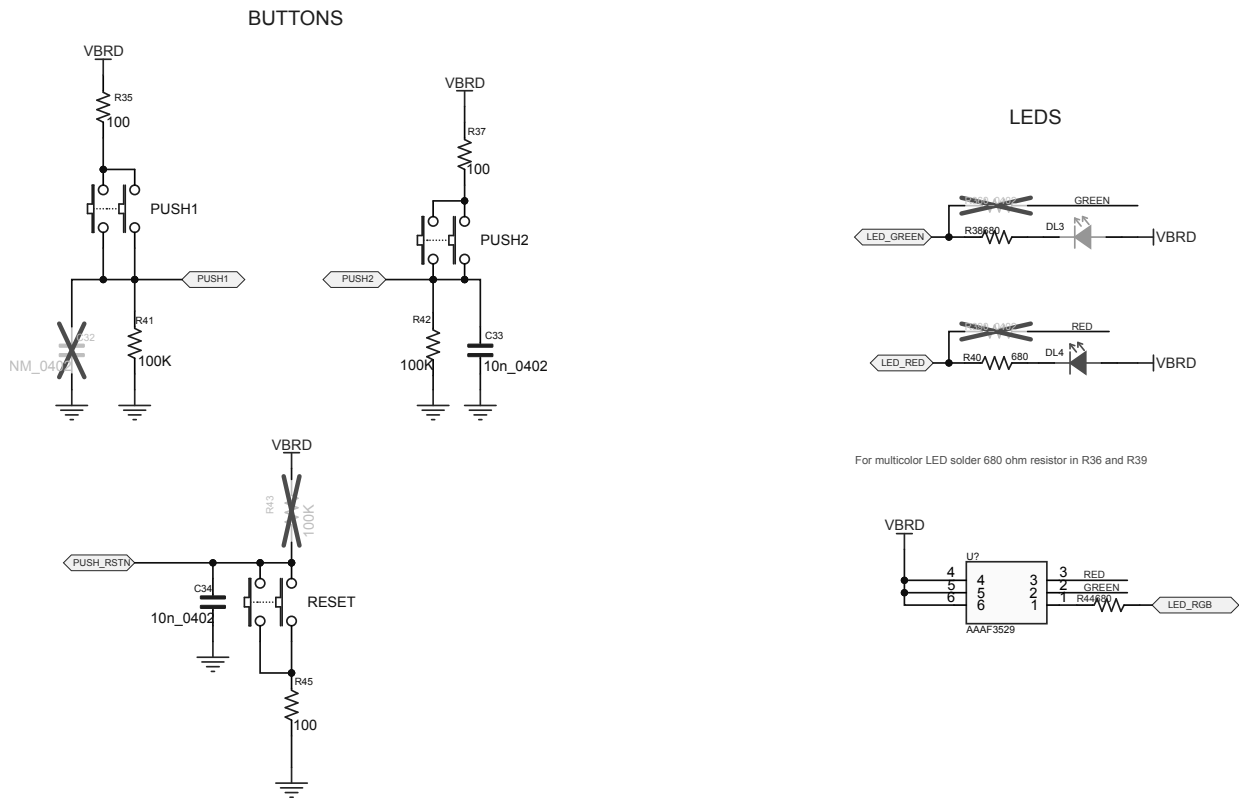 BUTTONS
VBRD
R35
100
PUSH1
PUSH1
C32
NM_0402
R41
100K
VBRD
R37
100
PUSH2
PUSH2
R42
100K
C33
10n_0402
VBRD
R43
100K
PUSH_RSTN
C34
10n_0402
RESET
R45
100
LEDS
GREEN
LED_GREEN
R38680
DL3
VBRD
RED
LED_RED
R40
680
DL4
VBRD
For multicolor LED solder 680 ohm resistor in R36 and R39
VBRD
U?
4 4 3 3 RED
5 5 2 2 GREEN
6 6 1 1 R44680
LED_RGB
AAAF3529